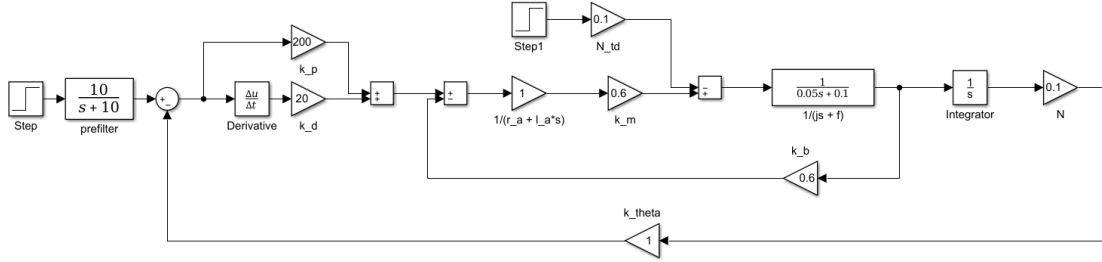 Step1
0.1
N_td
200
k_p
Step
10
s + 10
prefilter
+
−
Δu
Δt
Derivative
20
k_d
+
+
+
−
1
1/(r_a + l_a*s)
0.6
k_m
−
+
1
0.05s + 0.1
1/(js + f)
1
s
Integrator
0.1
N
k_b
0.6
k_theta
1